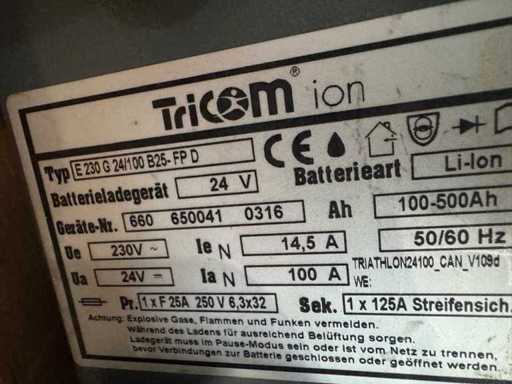 TriCOM® ion
Typ E 230 G 24/100 B25- FP D
Batterieladegerät 24 V Batterieart Li-Ion
Geräte-Nr. 660 650041 0316 Ah 100-500Ah
Ue 230V ~ Ie N 14,5 A 50/60 Hz
Ua 24V Ia N 100 A TRIATHLON24100_CAN_V109d
WE:
Pr. 1 x F 25A 250 V 6,3x32 Sek. 1 x 125A Streifensich.
Achtung: Explosive Gase, Flammen und Funken vermeiden.
Während des Ladens für ausreichend Belüftung sorgen.
Ladegerät muss im Pause-Modus sein oder ist vom Netz zu trennen,
bevor Verbindungen zur Batterie geschlossen oder geöffnet werden